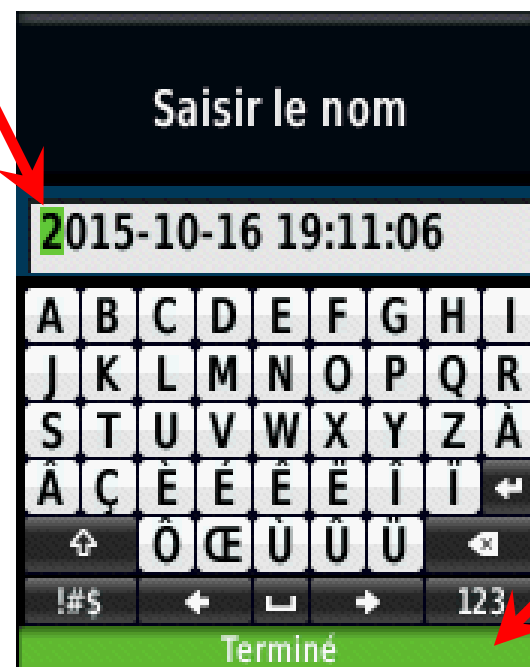 Saisir le nom
2015-10-16 19:11:06
A B C D E F G H I
J K L M N O P Q R
S T U V W X Y Z À
Â Ç È É Ê Ë Î Ï
Ô Œ Ù Û Ü
!#$ 123
Terminé